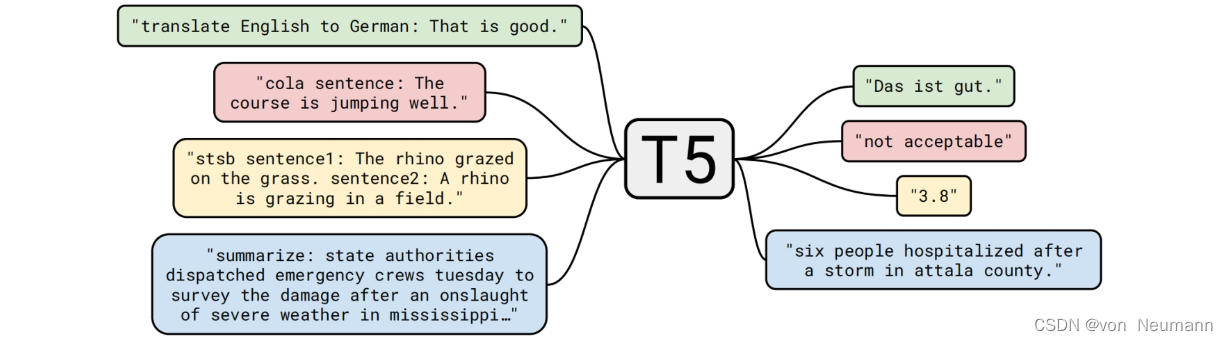 "translate English to German: That is good."
"cola sentence: The
course is jumping well."
"stsb sentence1: The rhino grazed
on the grass. sentence2: A rhino
is grazing in a field."
"summarize: state authorities
dispatched emergency crews tuesday to
survey the damage after an onslaught
of severe weather in mississippi…"
T5
"Das ist gut."
"not acceptable"
"3.8"
"six people hospitalized after
a storm in attala county."
CSDN @von  Neumann